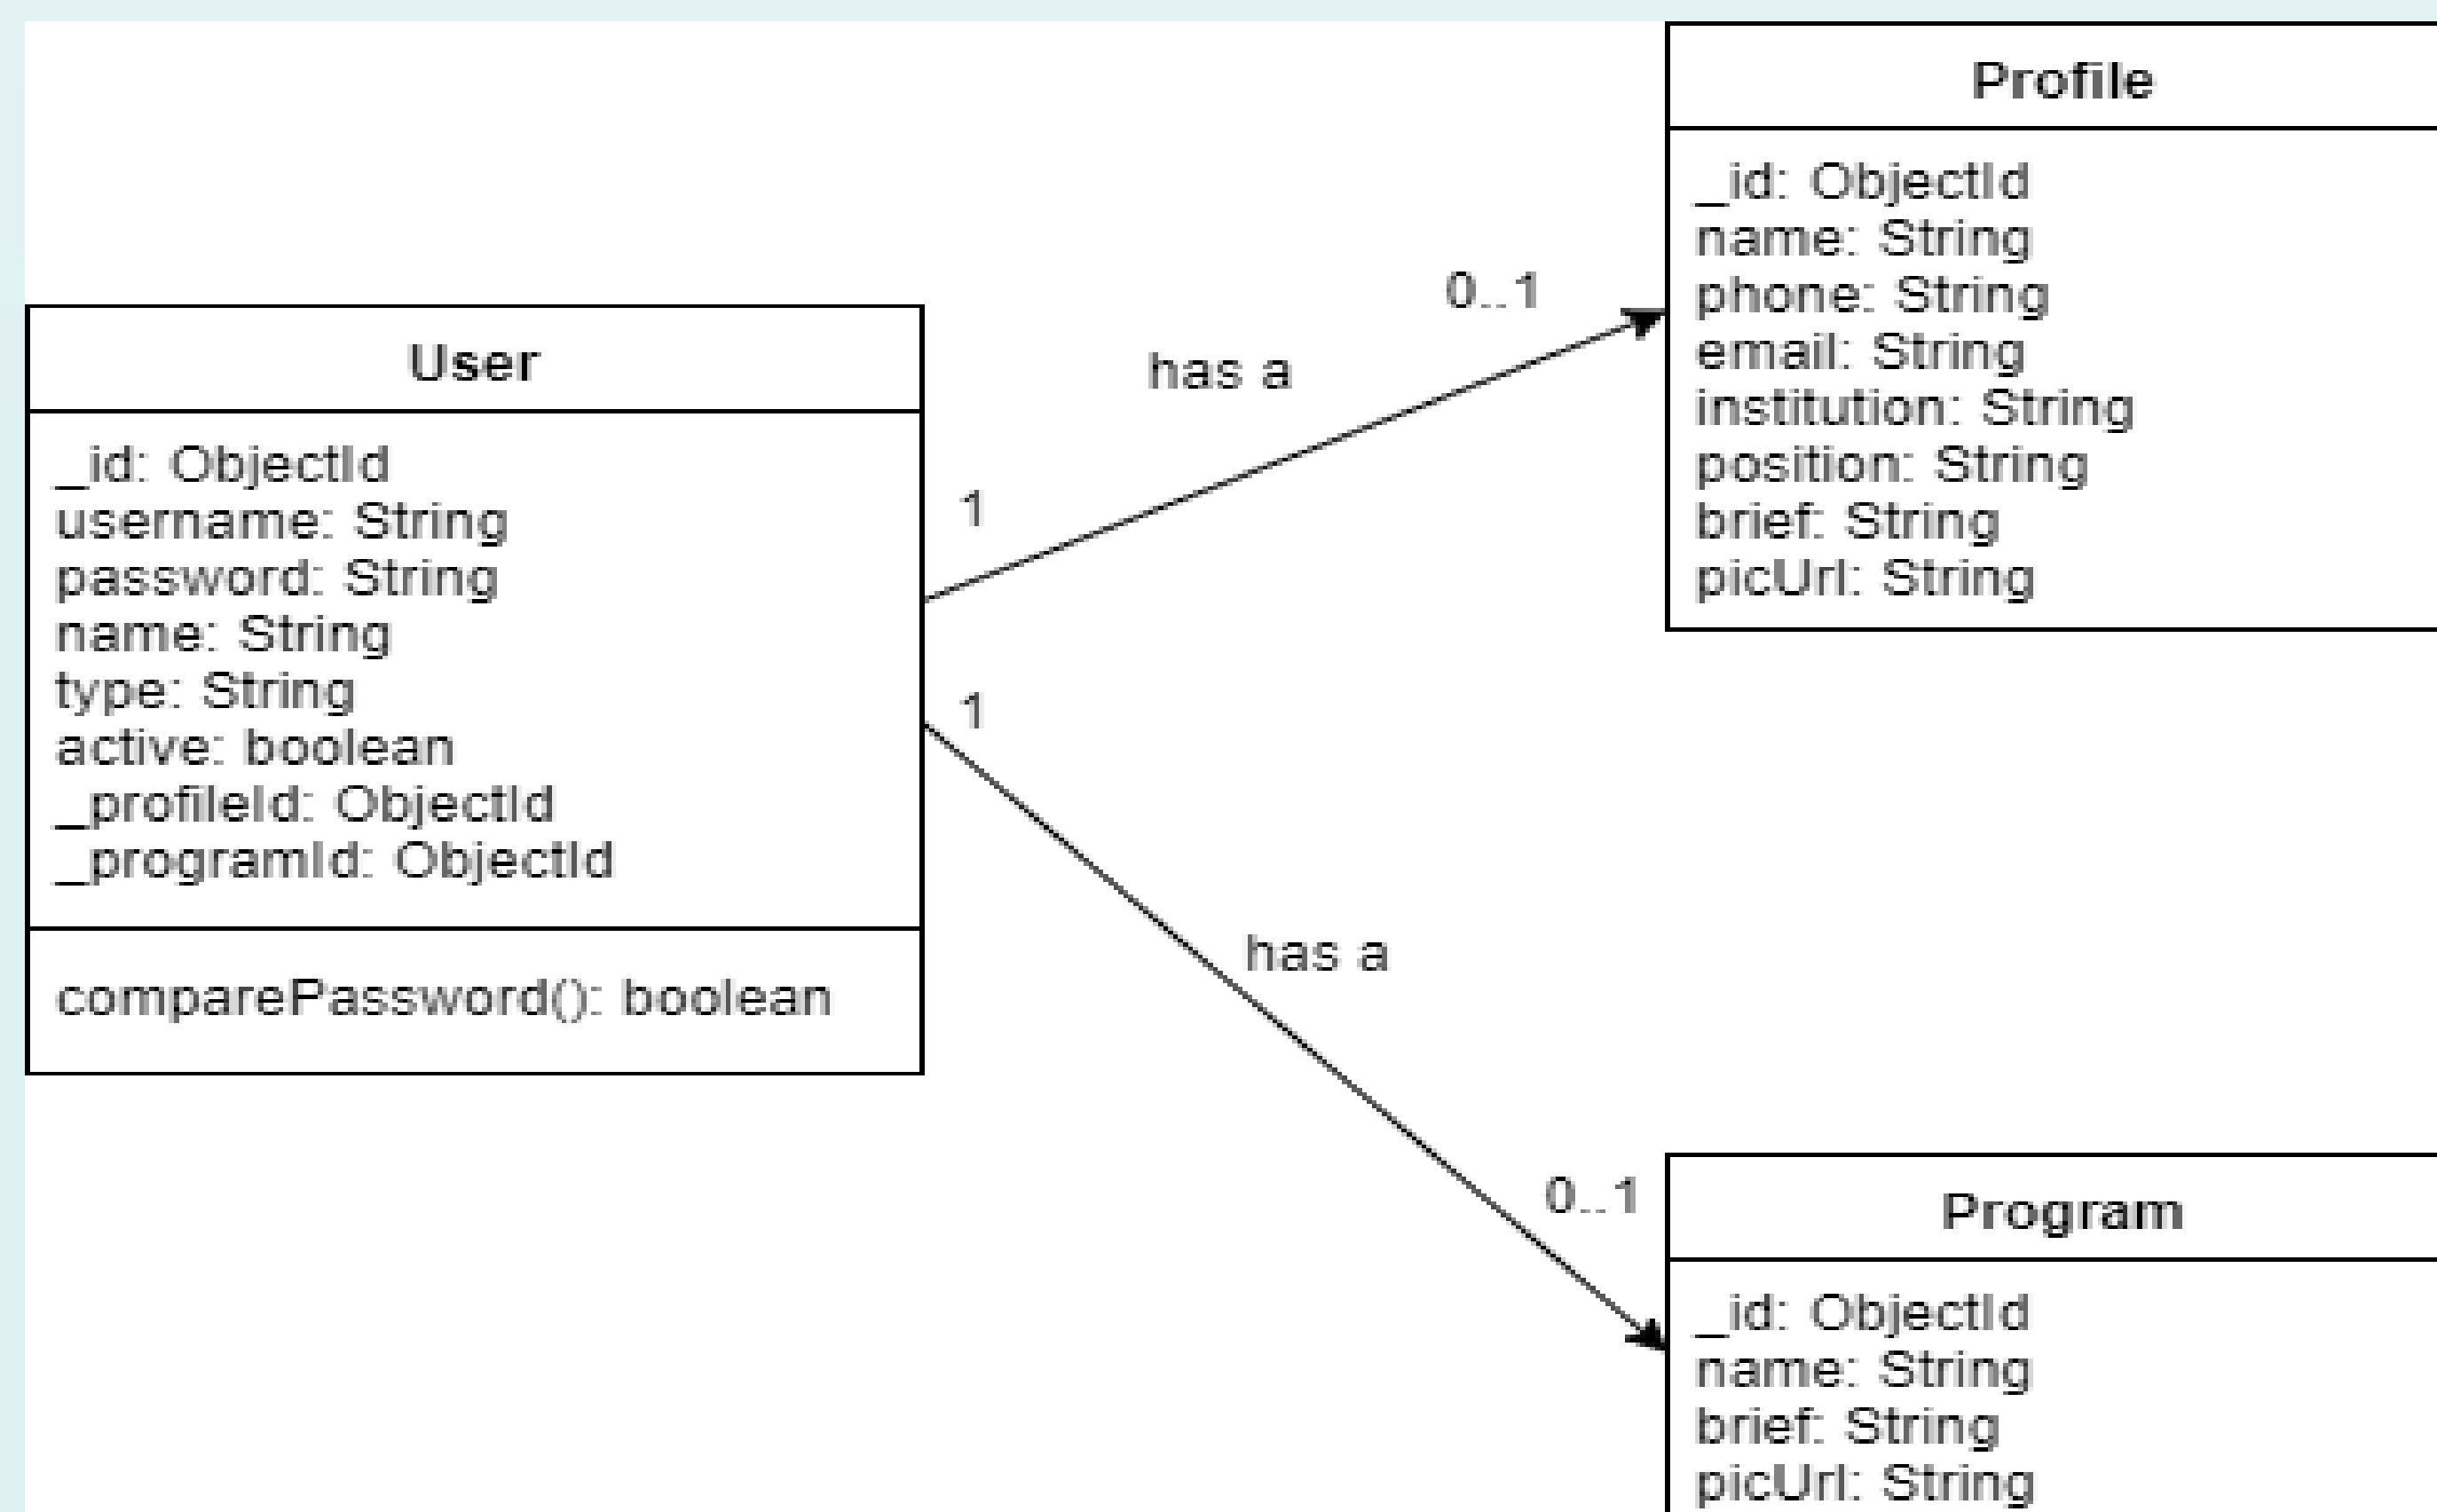 User
_id: ObjectId
username: String
password: String
name: String
type: String
active: boolean
_profileId: ObjectId
_programId: ObjectId
comparePassword(): boolean
1
has a
0..1
1
has a
0..1
Profile
_id: ObjectId
name: String
phone: String
email: String
institution: String
position: String
brief: String
picUrl: String
Program
_id: ObjectId
name: String
brief: String
picUrl: String